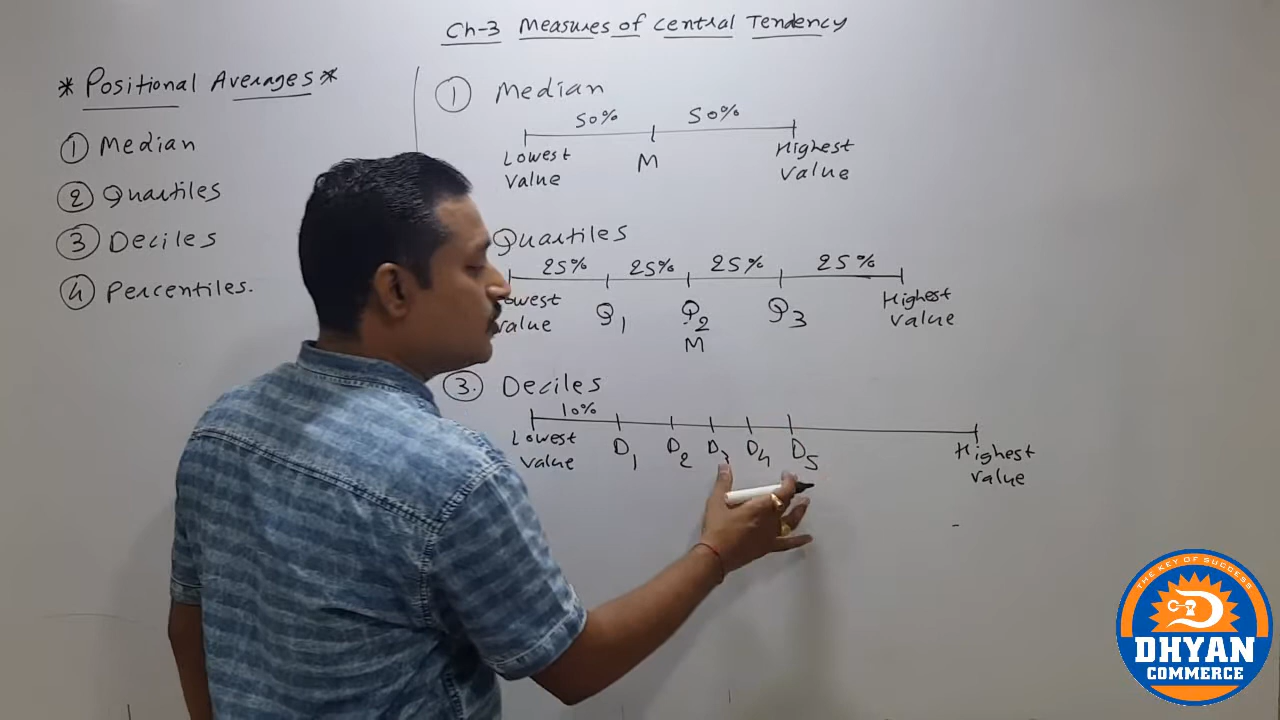 Ch-3 Measures of Central Tendency
* Positional Averages *
1 Median
2 Quartiles
3 Deciles
4 Percentiles.
1 Median
50% 50%
Lowest Value M Highest Value
Quartiles
25% 25% 25% 25%
Lowest Value Q1 Q2 Q3 Highest Value
M
3. Deciles
10%
Lowest Value D1 D2 D3 D4 D5 Highest Value
THE KEY OF SUCCESS
DHYAN
COMMERCE